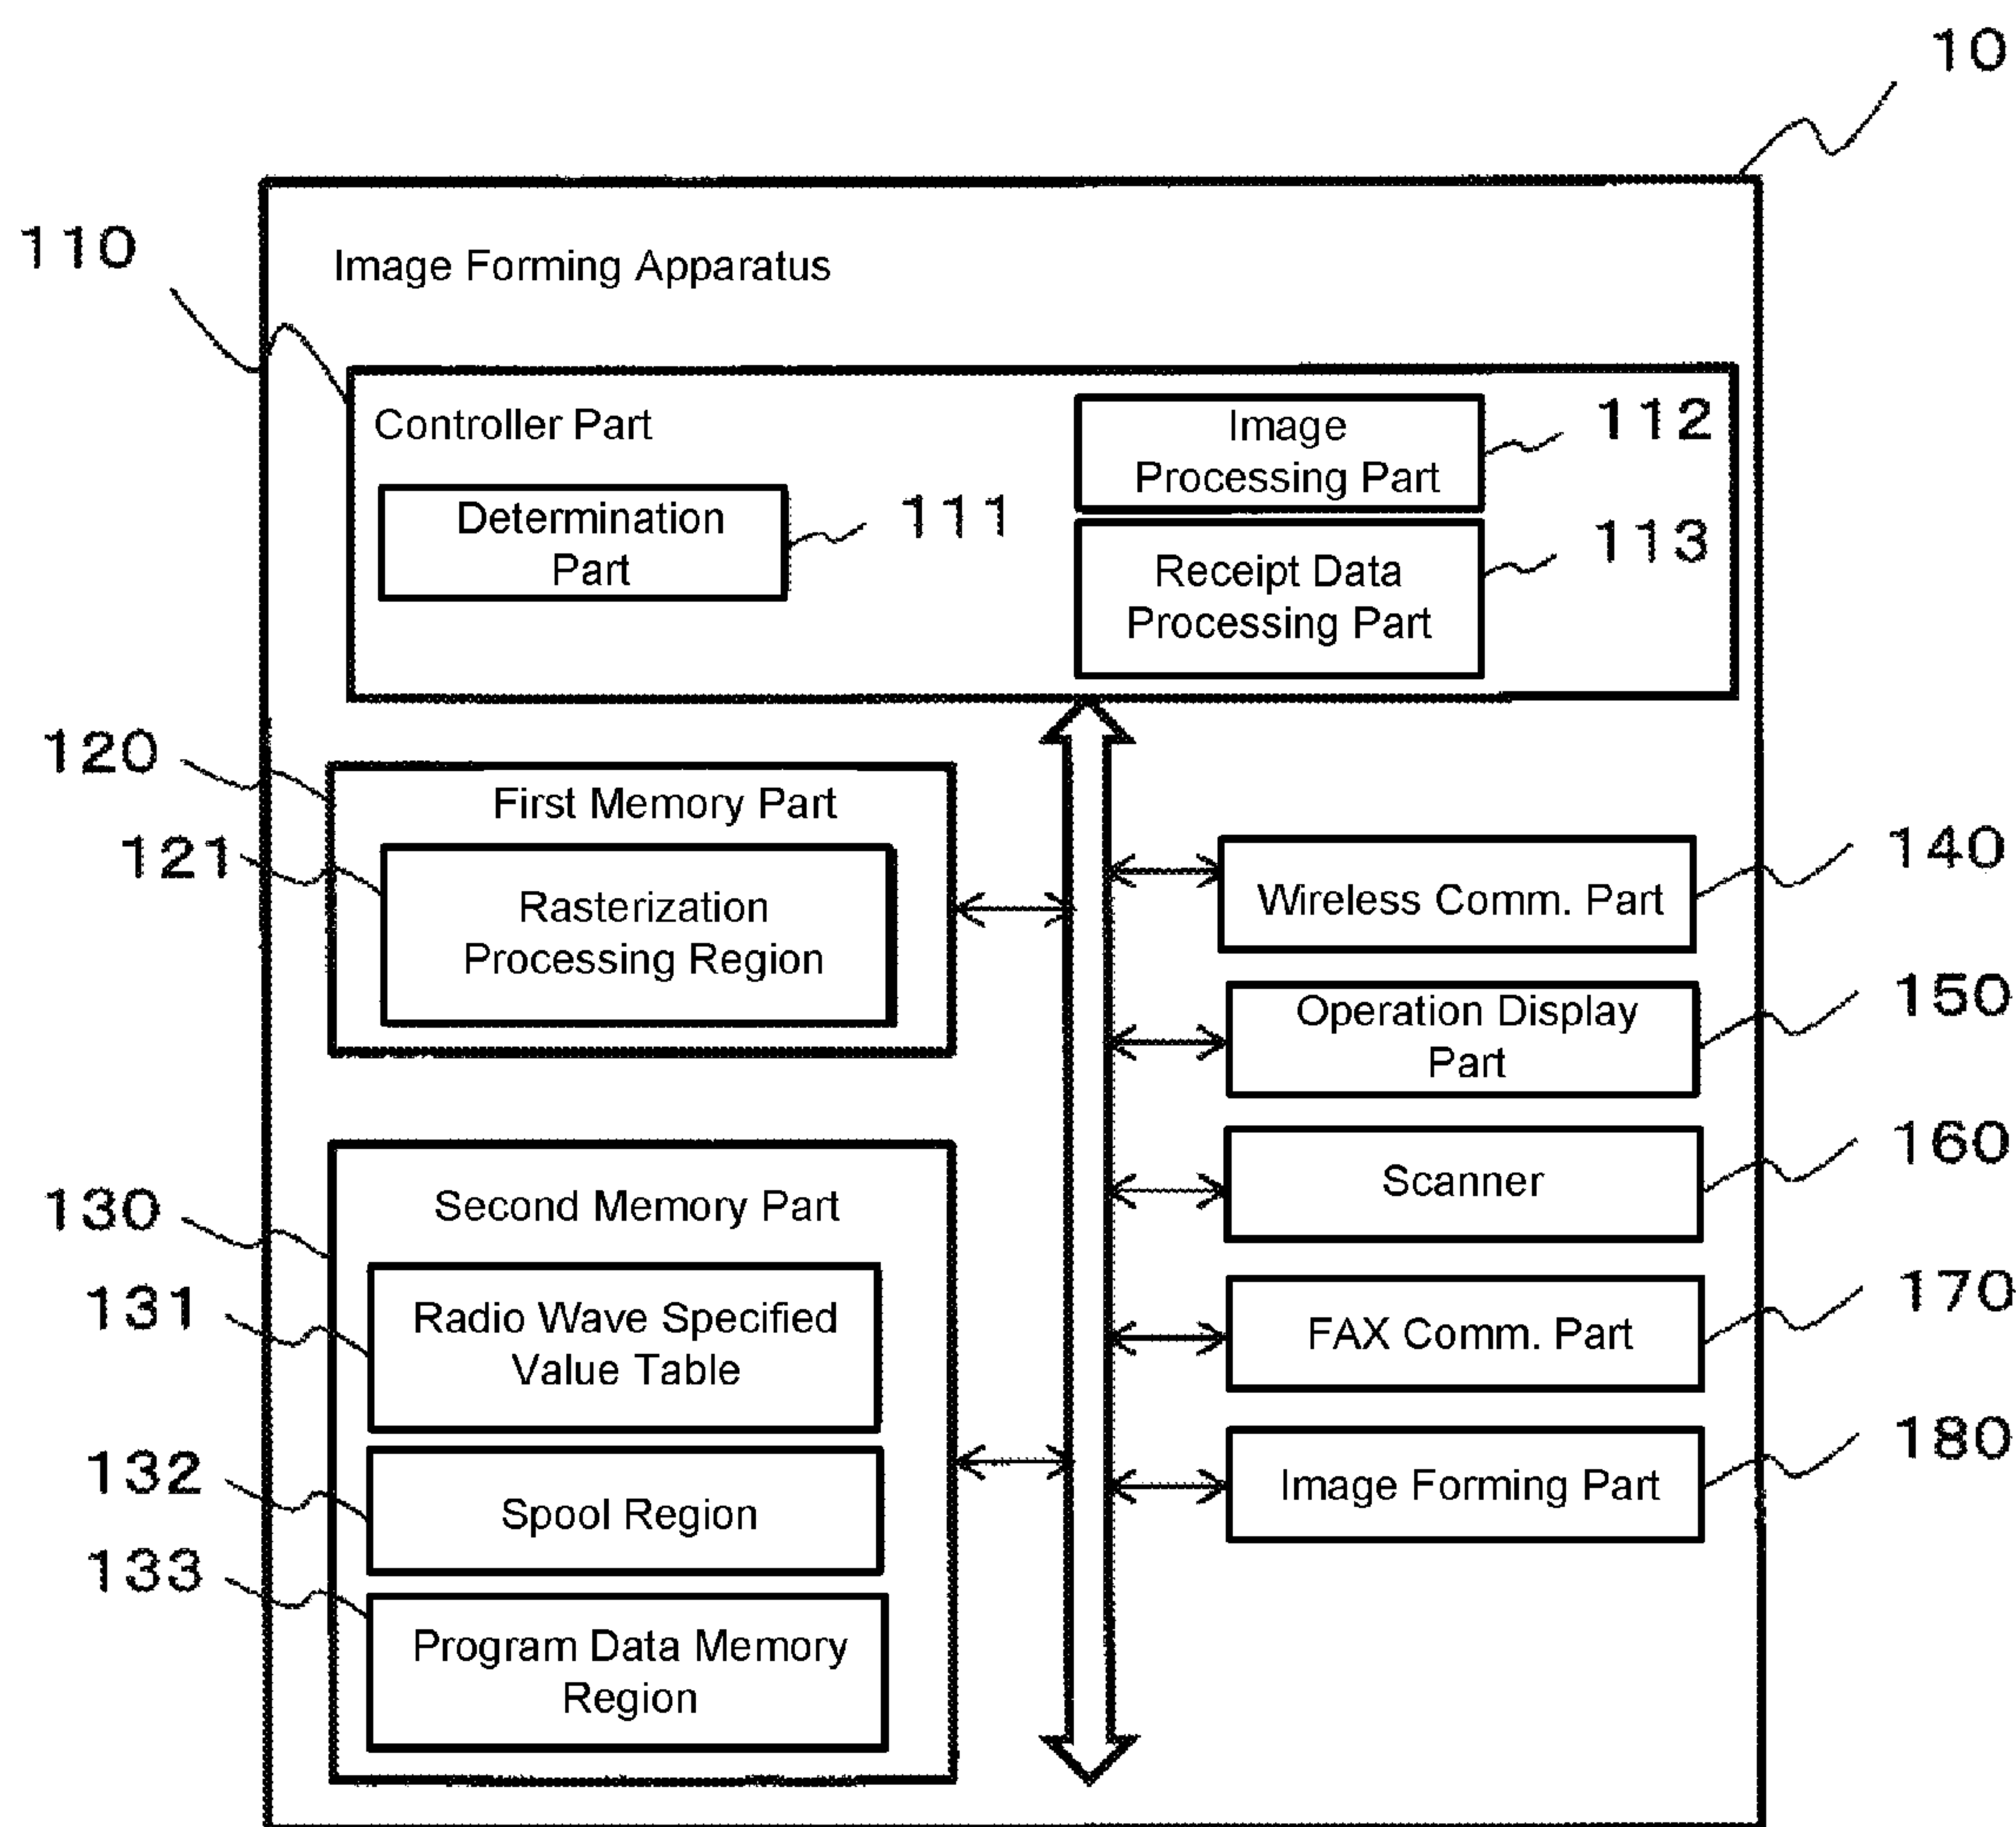 10
110
Image Forming Apparatus
Controller Part
Image
Processing Part
112
Determination
Part
111
Receipt Data
Processing Part
113
120
First Memory Part
121
Rasterization
Processing Region
Wireless Comm. Part
140
Operation Display
Part
150
Scanner
160
130
Second Memory Part
131
Radio Wave Specified
Value Table
FAX Comm. Part
170
132
Spool Region
Image Forming Part
180
133
Program Data Memory
Region